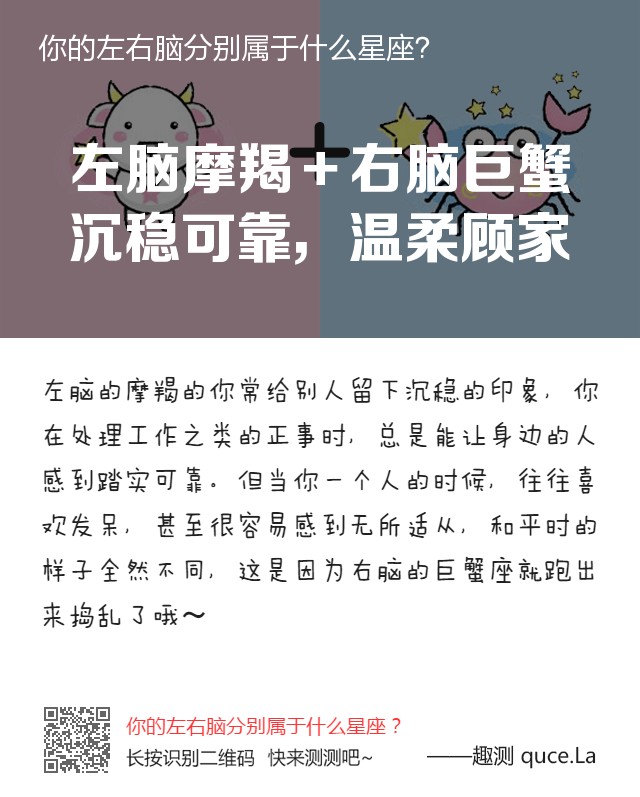 你的左右脑分别属于什么星座?
左脑摩羯+右脑巨蟹
沉稳可靠，温柔顾家
左脑的摩羯的你常给别人留下沉稳的印象，你
在处理工作之类的正事时，总是能让身边的人
感到踏实可靠。但当你一个人的时候，往往喜
欢发呆，甚至很容易感到无所适从，和平时的
样子全然不同，这是因为右脑的巨蟹座就跑出
来捣乱了哦～
你的左右脑分别属于什么星座？
长按识别二维码 快来测测吧~
——趣测 quce.La